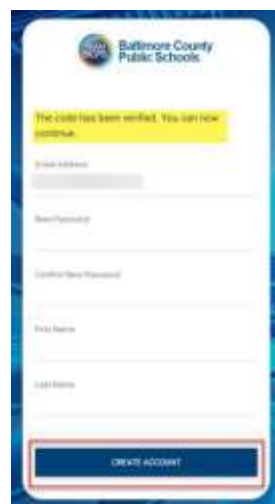 Baltimore County
Public Schools
The code has been verified. You can now
continue.
Email Address
New Password
Confirm New Password
First Name
Last Name
CREATE ACCOUNT